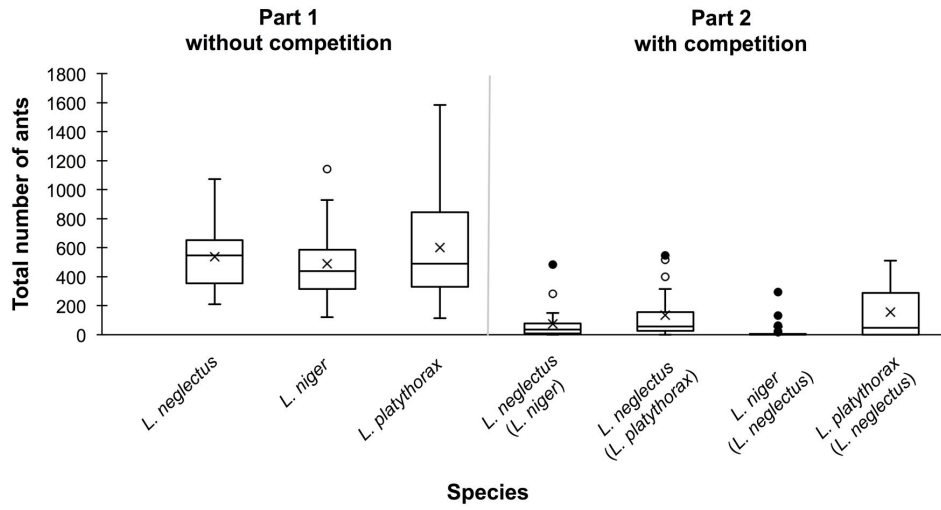 Part 1
without competition
Part 2
with competition
Total number of ants
1800
1600
1400
1200
1000
800
600
400
200
0
L. neglectus
L. niger
L. platythorax
L. neglectus
(L. niger)
L. neglectus
(L. platythorax)
L. niger
(L. neglectus)
L. platythorax
(L. neglectus)
Species